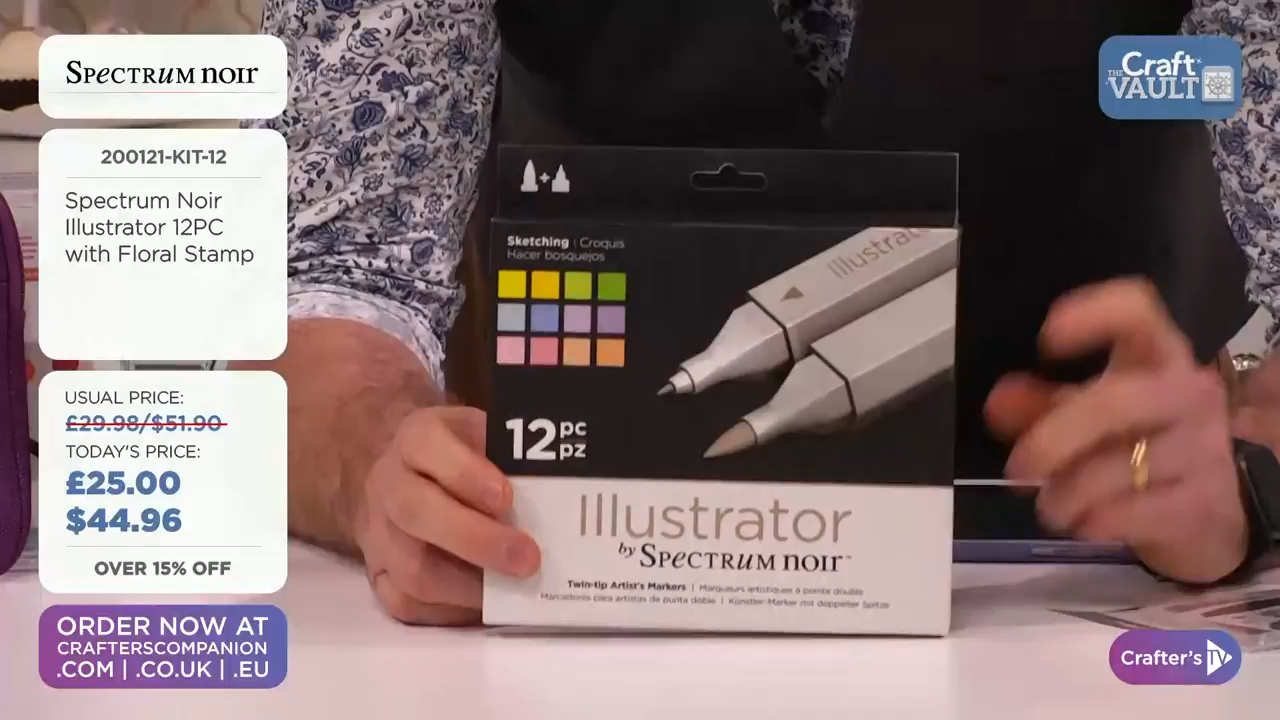 Spectrum noir
200121-KIT-12
Spectrum Noir
Illustrator 12PC
with Floral Stamp
USUAL PRICE:
£29.98/$51.90
TODAY'S PRICE:
£25.00
$44.96
OVER 15% OFF
ORDER NOW AT
CRAFTERSCOMPANION
.COM | .CO.UK | .EU
THE Craft
VAULT
Sketching | Croquis
Hacer bosquejos
Illustrat
12 pc
pz
Illustrator
by Spectrum noir™
Twin-tip Artist's Markers | Marqueurs artistiques à pointe double
Marcadores para artistas de punta doble | Künstler-Marker mit doppelter Spitze
Crafter's TV